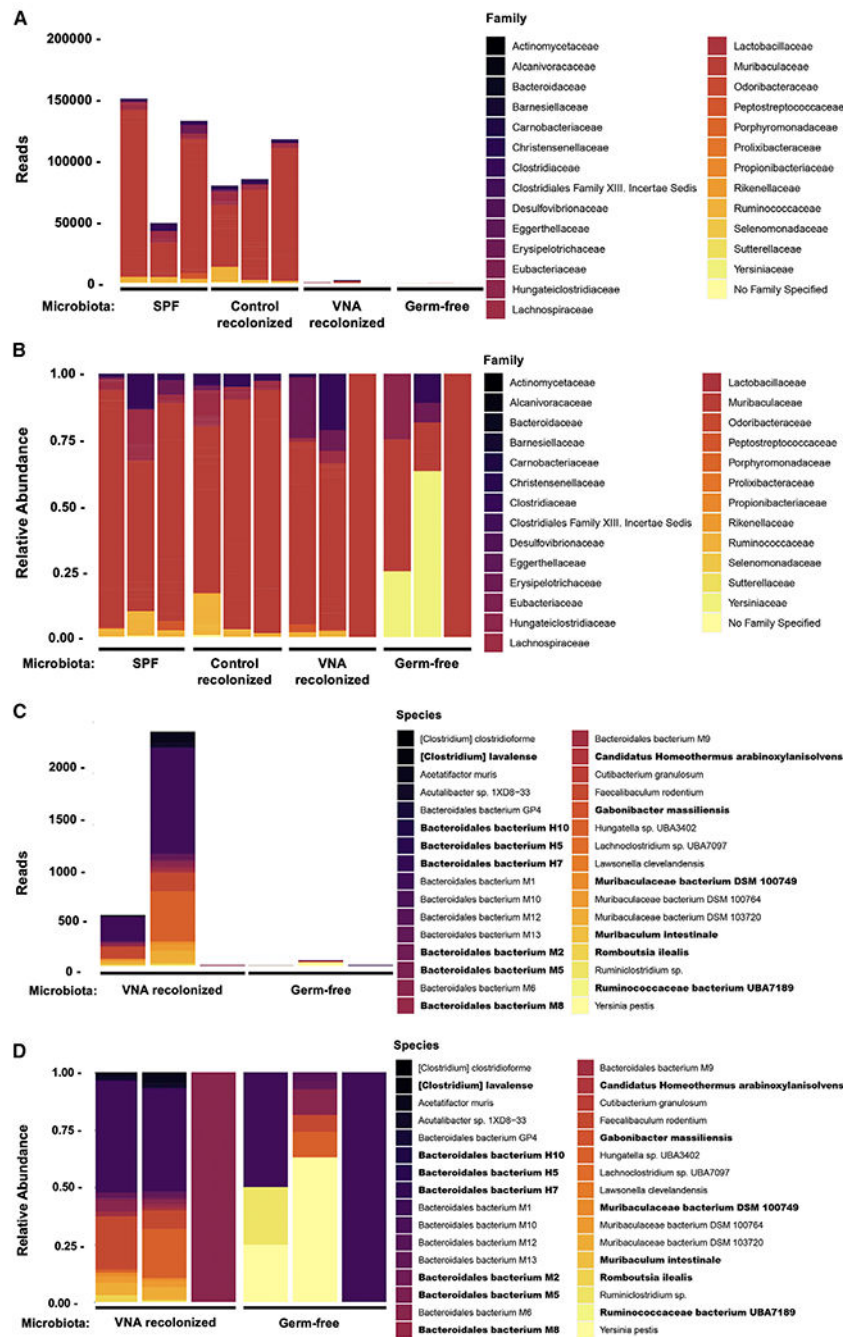 A
200000 -
150000 -
100000 -
50000 -
0 -
Reads
Microbiota:
SPF
Control recolonized
VNA recolonized
Germ-free
Family
Actinomycetaceae
Alcanivoracaceae
Bacteroidaceae
Barnesiellaceae
Carnobacteriaceae
Christensenellaceae
Clostridiaceae
Clostridiales Family XIII. Incertae Sedis
Desulfovibrionaceae
Eggerthellaceae
Erysipelotrichaceae
Eubacteriaceae
Hungateiclostridiaceae
Lachnospiraceae
Lactobacillaceae
Muribaculaceae
Odoribacteraceae
Peptostreptococcaceae
Porphyromonadaceae
Prolixibacteraceae
Propionibacteriaceae
Rikenellaceae
Ruminococcaceae
Selenomonadaceae
Sutterellaceae
Yersiniaceae
No Family Specified
B
1.00 -
0.75 -
0.50 -
0.25 -
0.00 -
Relative Abundance
Microbiota:
SPF
Control
recolonized
VNA
recolonized
Germ-free
Family
Actinomycetaceae
Alcanivoracaceae
Bacteroidaceae
Barnesiellaceae
Carnobacteriaceae
Christensenellaceae
Clostridiaceae
Clostridiales Family XIII. Incertae Sedis
Desulfovibrionaceae
Eggerthellaceae
Erysipelotrichaceae
Eubacteriaceae
Hungateiclostridiaceae
Lachnospiraceae
Lactobacillaceae
Muribaculaceae
Odoribacteraceae
Peptostreptococcaceae
Porphyromonadaceae
Prolixibacteraceae
Propionibacteriaceae
Rikenellaceae
Ruminococcaceae
Selenomonadaceae
Sutterellaceae
Yersiniaceae
No Family Specified
C
2000 -
1500 -
1000 -
500 -
0 -
Reads
Microbiota:
VNA recolonized
Germ-free
Species
[Clostridium] clostridioforme
[Clostridium] lavalense
Acetatifactor muris
Acutalibacter sp. 1XD8−33
Bacteroidales bacterium GP4
Bacteroidales bacterium H10
Bacteroidales bacterium H5
Bacteroidales bacterium H7
Bacteroidales bacterium M1
Bacteroidales bacterium M10
Bacteroidales bacterium M12
Bacteroidales bacterium M13
Bacteroidales bacterium M2
Bacteroidales bacterium M5
Bacteroidales bacterium M6
Bacteroidales bacterium M8
Bacteroidales bacterium M9
Candidatus Homeothermus arabinoxylanisolvens
Cutibacterium granulosum
Faecalibaculum rodentium
Gabonibacter massiliensis
Hungatella sp. UBA3402
Lachnoclostridium sp. UBA7097
Lawsonella clevelandensis
Muribaculaceae bacterium DSM 100749
Muribaculaceae bacterium DSM 100764
Muribaculaceae bacterium DSM 103720
Muribaculum intestinale
Romboutsia ilealis
Ruminiclostridium sp.
Ruminococcaceae bacterium UBA7189
Yersinia pestis
D
1.00 -
0.75 -
0.50 -
0.25 -
0.00 -
Relative Abundance
Microbiota:
VNA recolonized
Germ-free
Species
[Clostridium] clostridioforme
[Clostridium] lavalense
Acetatifactor muris
Acutalibacter sp. 1XD8−33
Bacteroidales bacterium GP4
Bacteroidales bacterium H10
Bacteroidales bacterium H5
Bacteroidales bacterium H7
Bacteroidales bacterium M1
Bacteroidales bacterium M10
Bacteroidales bacterium M12
Bacteroidales bacterium M13
Bacteroidales bacterium M2
Bacteroidales bacterium M5
Bacteroidales bacterium M6
Bacteroidales bacterium M8
Bacteroidales bacterium M9
Candidatus Homeothermus arabinoxylanisolvens
Cutibacterium granulosum
Faecalibaculum rodentium
Gabonibacter massiliensis
Hungatella sp. UBA3402
Lachnoclostridium sp. UBA7097
Lawsonella clevelandensis
Muribaculaceae bacterium DSM 100749
Muribaculaceae bacterium DSM 100764
Muribaculaceae bacterium DSM 103720
Muribaculum intestinale
Romboutsia ilealis
Ruminiclostridium sp.
Ruminococcaceae bacterium UBA7189
Yersinia pestis